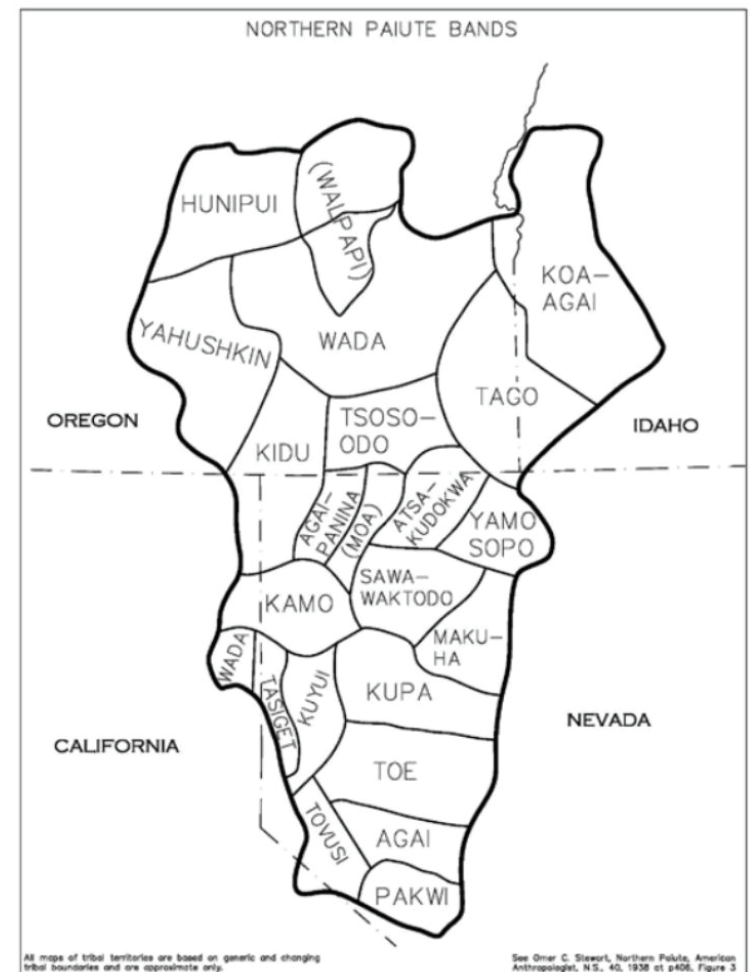 NORTHERN PAIUTE BANDS
HUNIPUI
(WALPAPI)
KOA-
AGAI
YAHUSHKIN
WADA
TAGO
OREGON
IDAHO
KIDU
TSOSO-
ODO
AGAI-
PANINA
(MOA)
ATSA-
KUDOKWA
YAMO
SOPO
SAWA-
WAKTODO
KAMO
MAKU-
HA
WADA
TASIGET
KUYUI
KUPA
NEVADA
CALIFORNIA
TOE
TOVUSI
AGAI
PAKWI
All maps of tribal territories are based on generic and changing
tribal boundaries and are approximate only.
See Omer C. Stewart, Northern Paiute, American
Anthropologist, N.S. 40, 1938 at p406, Figure 3